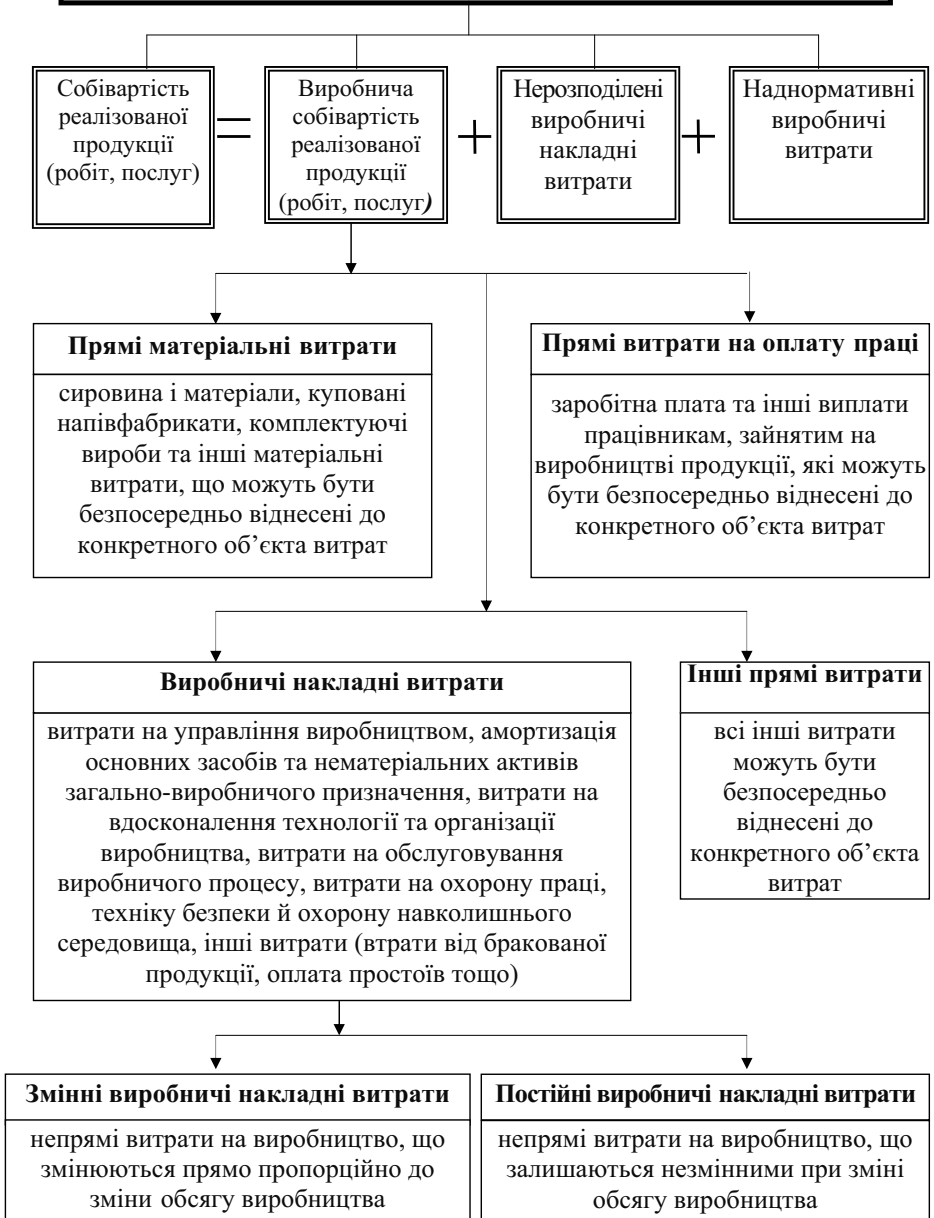 Собівартість
реалізованої
продукції
(робіт, послуг)
=
Виробнича
собівартість
реалізованої
продукції
(робіт, послуг)
+
Нерозподілені
виробничі
накладні
витрати
+
Наднормативні
виробничі
витрати
Прямі матеріальні витрати
сировина і матеріали, куповані
напівфабрикати, комплектуючі
вироби та інші матеріальні
витрати, що можуть бути
безпосередньо віднесені до
конкретного об’єкта витрат
Прямі витрати на оплату праці
заробітна плата та інші виплати
працівникам, зайнятим на
виробництві продукції, які можуть
бути безпосередньо віднесені до
конкретного об’єкта витрат
Виробничі накладні витрати
витрати на управління виробництвом, амортизація
основних засобів та нематеріальних активів
загально-виробничого призначення, витрати на
вдосконалення технології та організації
виробництва, витрати на обслуговування
виробничого процесу, витрати на охорону праці,
техніку безпеки й охорону навколишнього
середовища, інші витрати (втрати від бракованої
продукції, оплата простоїв тощо)
Інші прямі витрати
всі інші витрати
можуть бути
безпосередньо
віднесені до
конкретного об’єкта
витрат
Змінні виробничі накладні витрати
непрямі витрати на виробництво, що
змінюються прямо пропорційно до
зміни обсягу виробництва
Постійні виробничі накладні витрати
непрямі витрати на виробництво, що
залишаються незмінними при зміні
обсягу виробництва